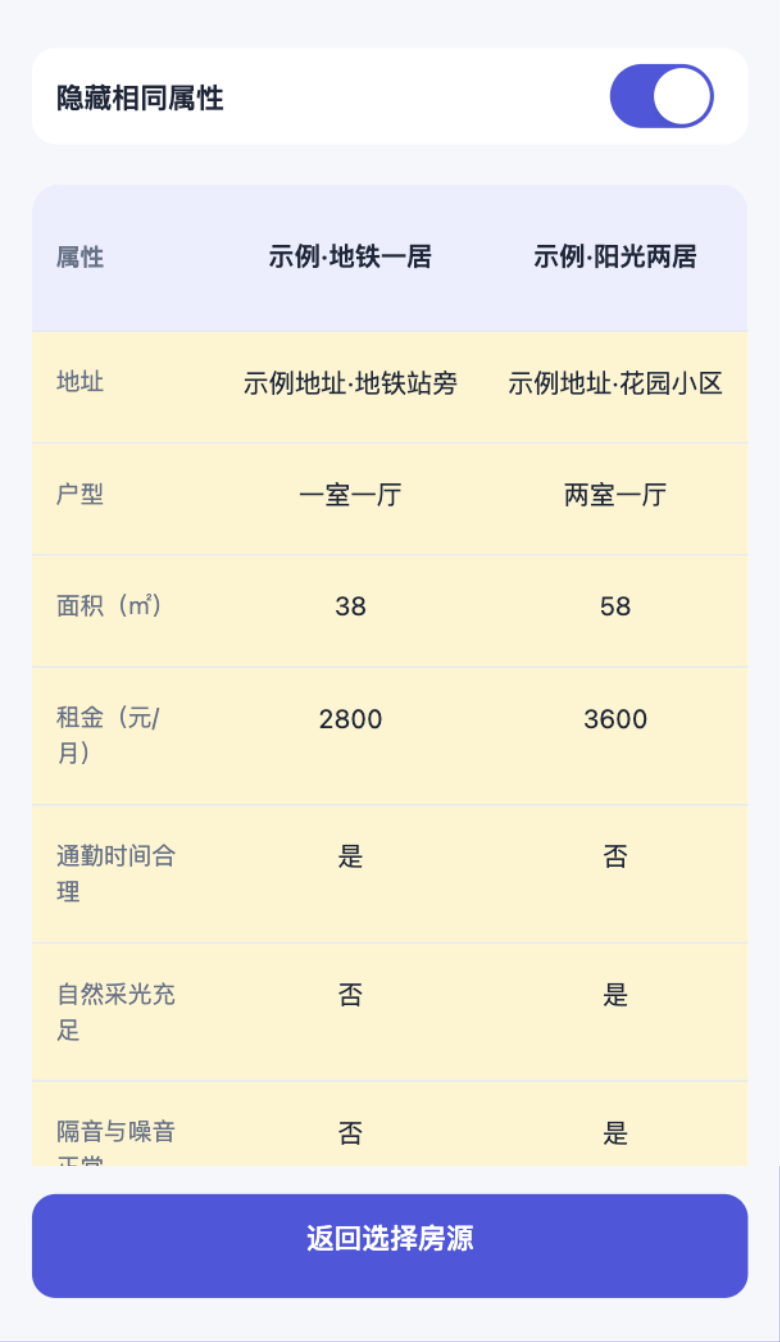 隐藏相同属性
属性 示例·地铁一居 示例·阳光两居
地址 示例地址·地铁站旁 示例地址·花园小区
户型 一室一厅 两室一厅
面积（㎡） 38 58
租金（元/ 2800 3600
月）
通勤时间合 是 否
理
自然采光充 否 是
足
隔音与噪音 否 是
正常
返回选择房源